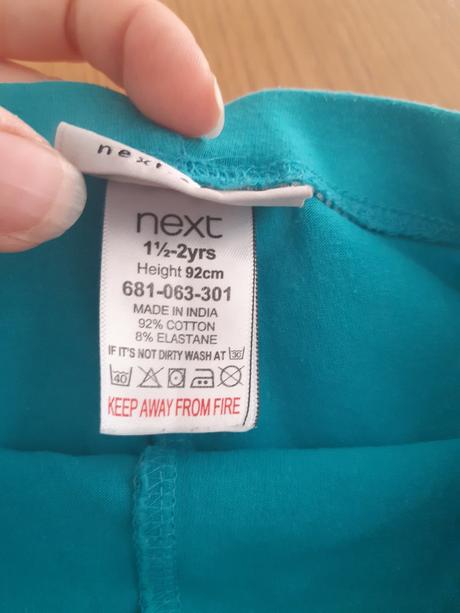 next
next
1½-2yrs
Height 92cm
681-063-301
MADE IN INDIA
92% COTTON
8% ELASTANE
IF IT'S NOT DIRTY WASH AT 30
40
KEEP AWAY FROM FIRE